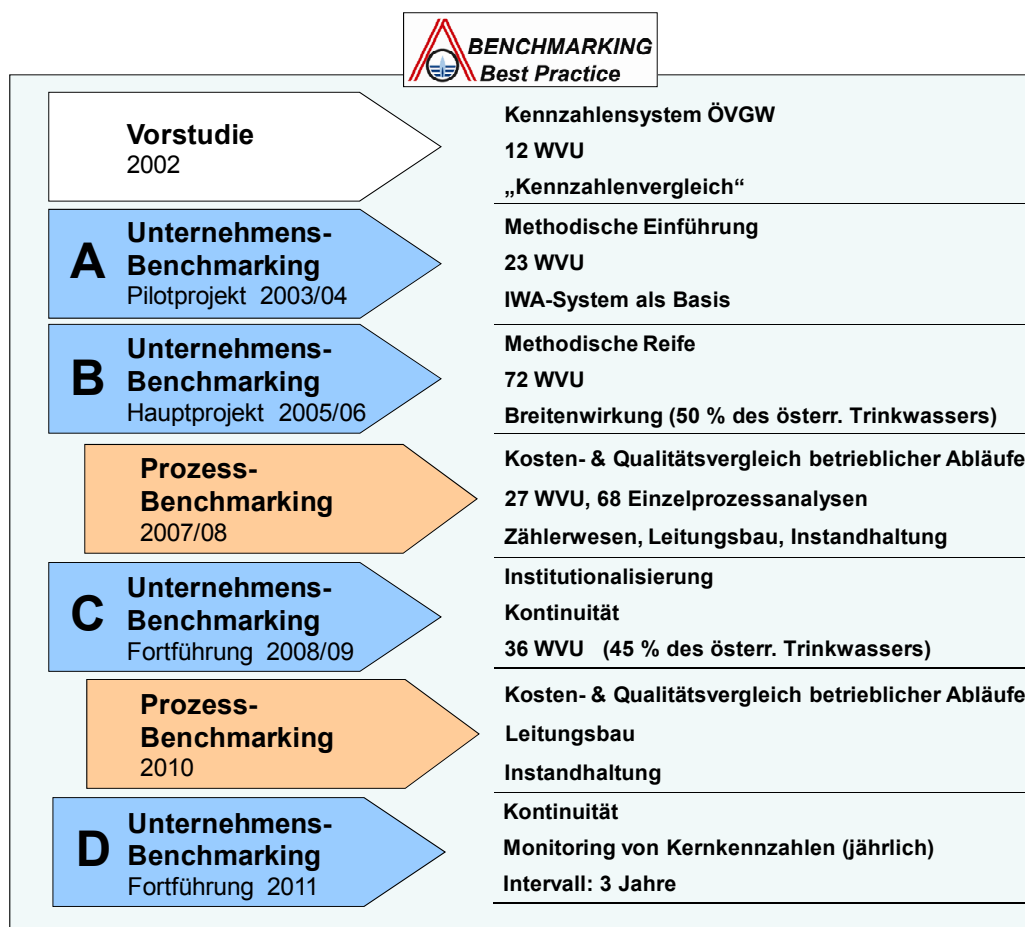 BENCHMARKING
Best Practice
Vorstudie
2002
Kennzahlensystem ÖVGW
12 WVU
„Kennzahlenvergleich“
A
Unternehmens-
Benchmarking
Pilotprojekt 2003/04
Methodische Einführung
23 WVU
IWA-System als Basis
B
Unternehmens-
Benchmarking
Hauptprojekt 2005/06
Methodische Reife
72 WVU
Breitenwirkung (50 % des österr. Trinkwassers)
Prozess-
Benchmarking
2007/08
Kosten- & Qualitätsvergleich betrieblicher Abläufe
27 WVU, 68 Einzelprozessanalysen
Zählerwesen, Leitungsbau, Instandhaltung
C
Unternehmens-
Benchmarking
Fortführung 2008/09
Institutionalisierung
Kontinuität
36 WVU (45 % des österr. Trinkwassers)
Prozess-
Benchmarking
2010
Kosten- & Qualitätsvergleich betrieblicher Abläufe
Leitungsbau
Instandhaltung
D
Unternehmens-
Benchmarking
Fortführung 2011
Kontinuität
Monitoring von Kernkennzahlen (jährlich)
Intervall: 3 Jahre